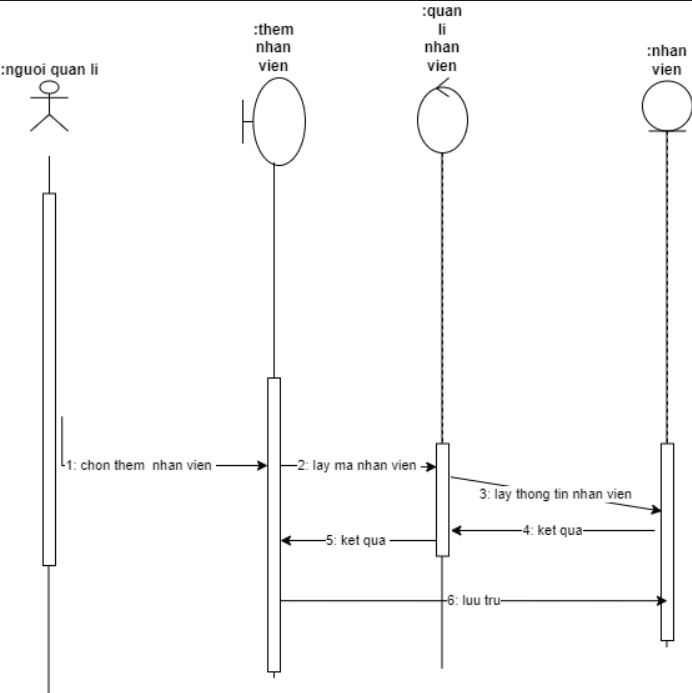 :nguoi quan li
:them
nhan
vien
:quan
li
nhan
vien
:nhan
vien
1: chon them nhan vien
2: lay ma nhan vien
3: lay thong tin nhan vien
4: ket qua
5: ket qua
6: luu tru